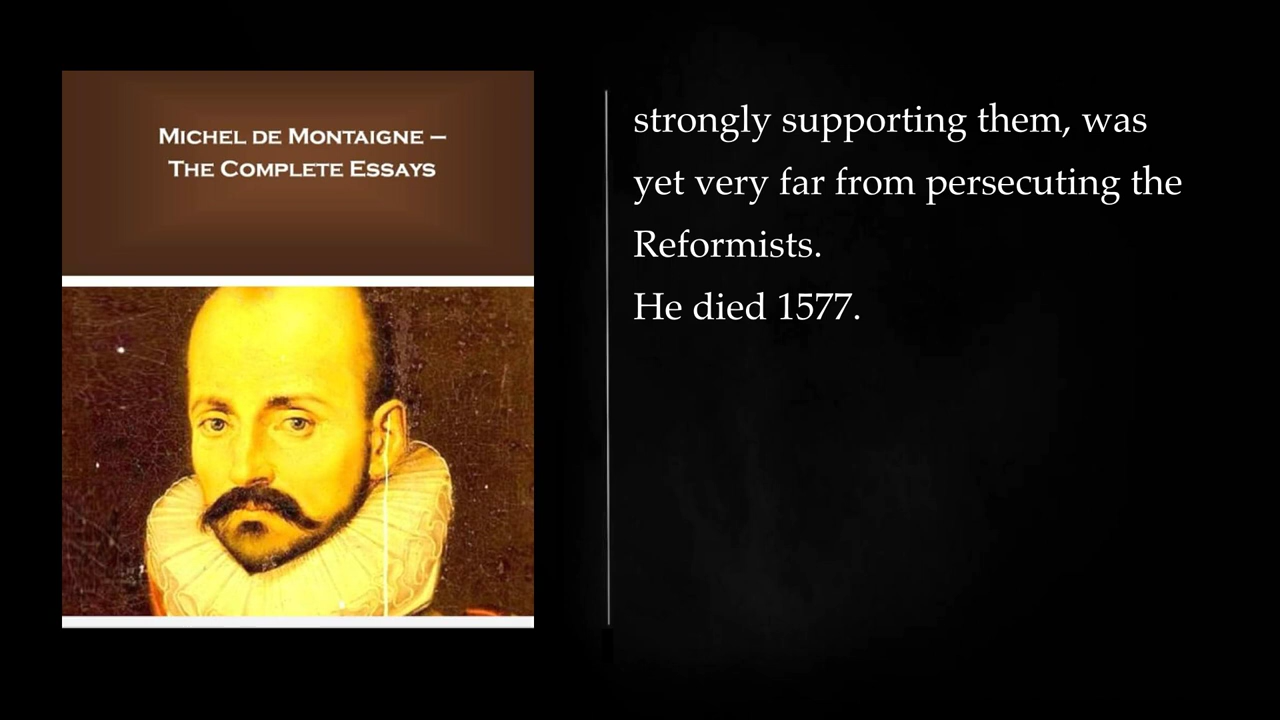 MICHEL DE MONTAIGNE –
THE COMPLETE ESSAYS
strongly supporting them, was
yet very far from persecuting the
Reformists.
He died 1577.